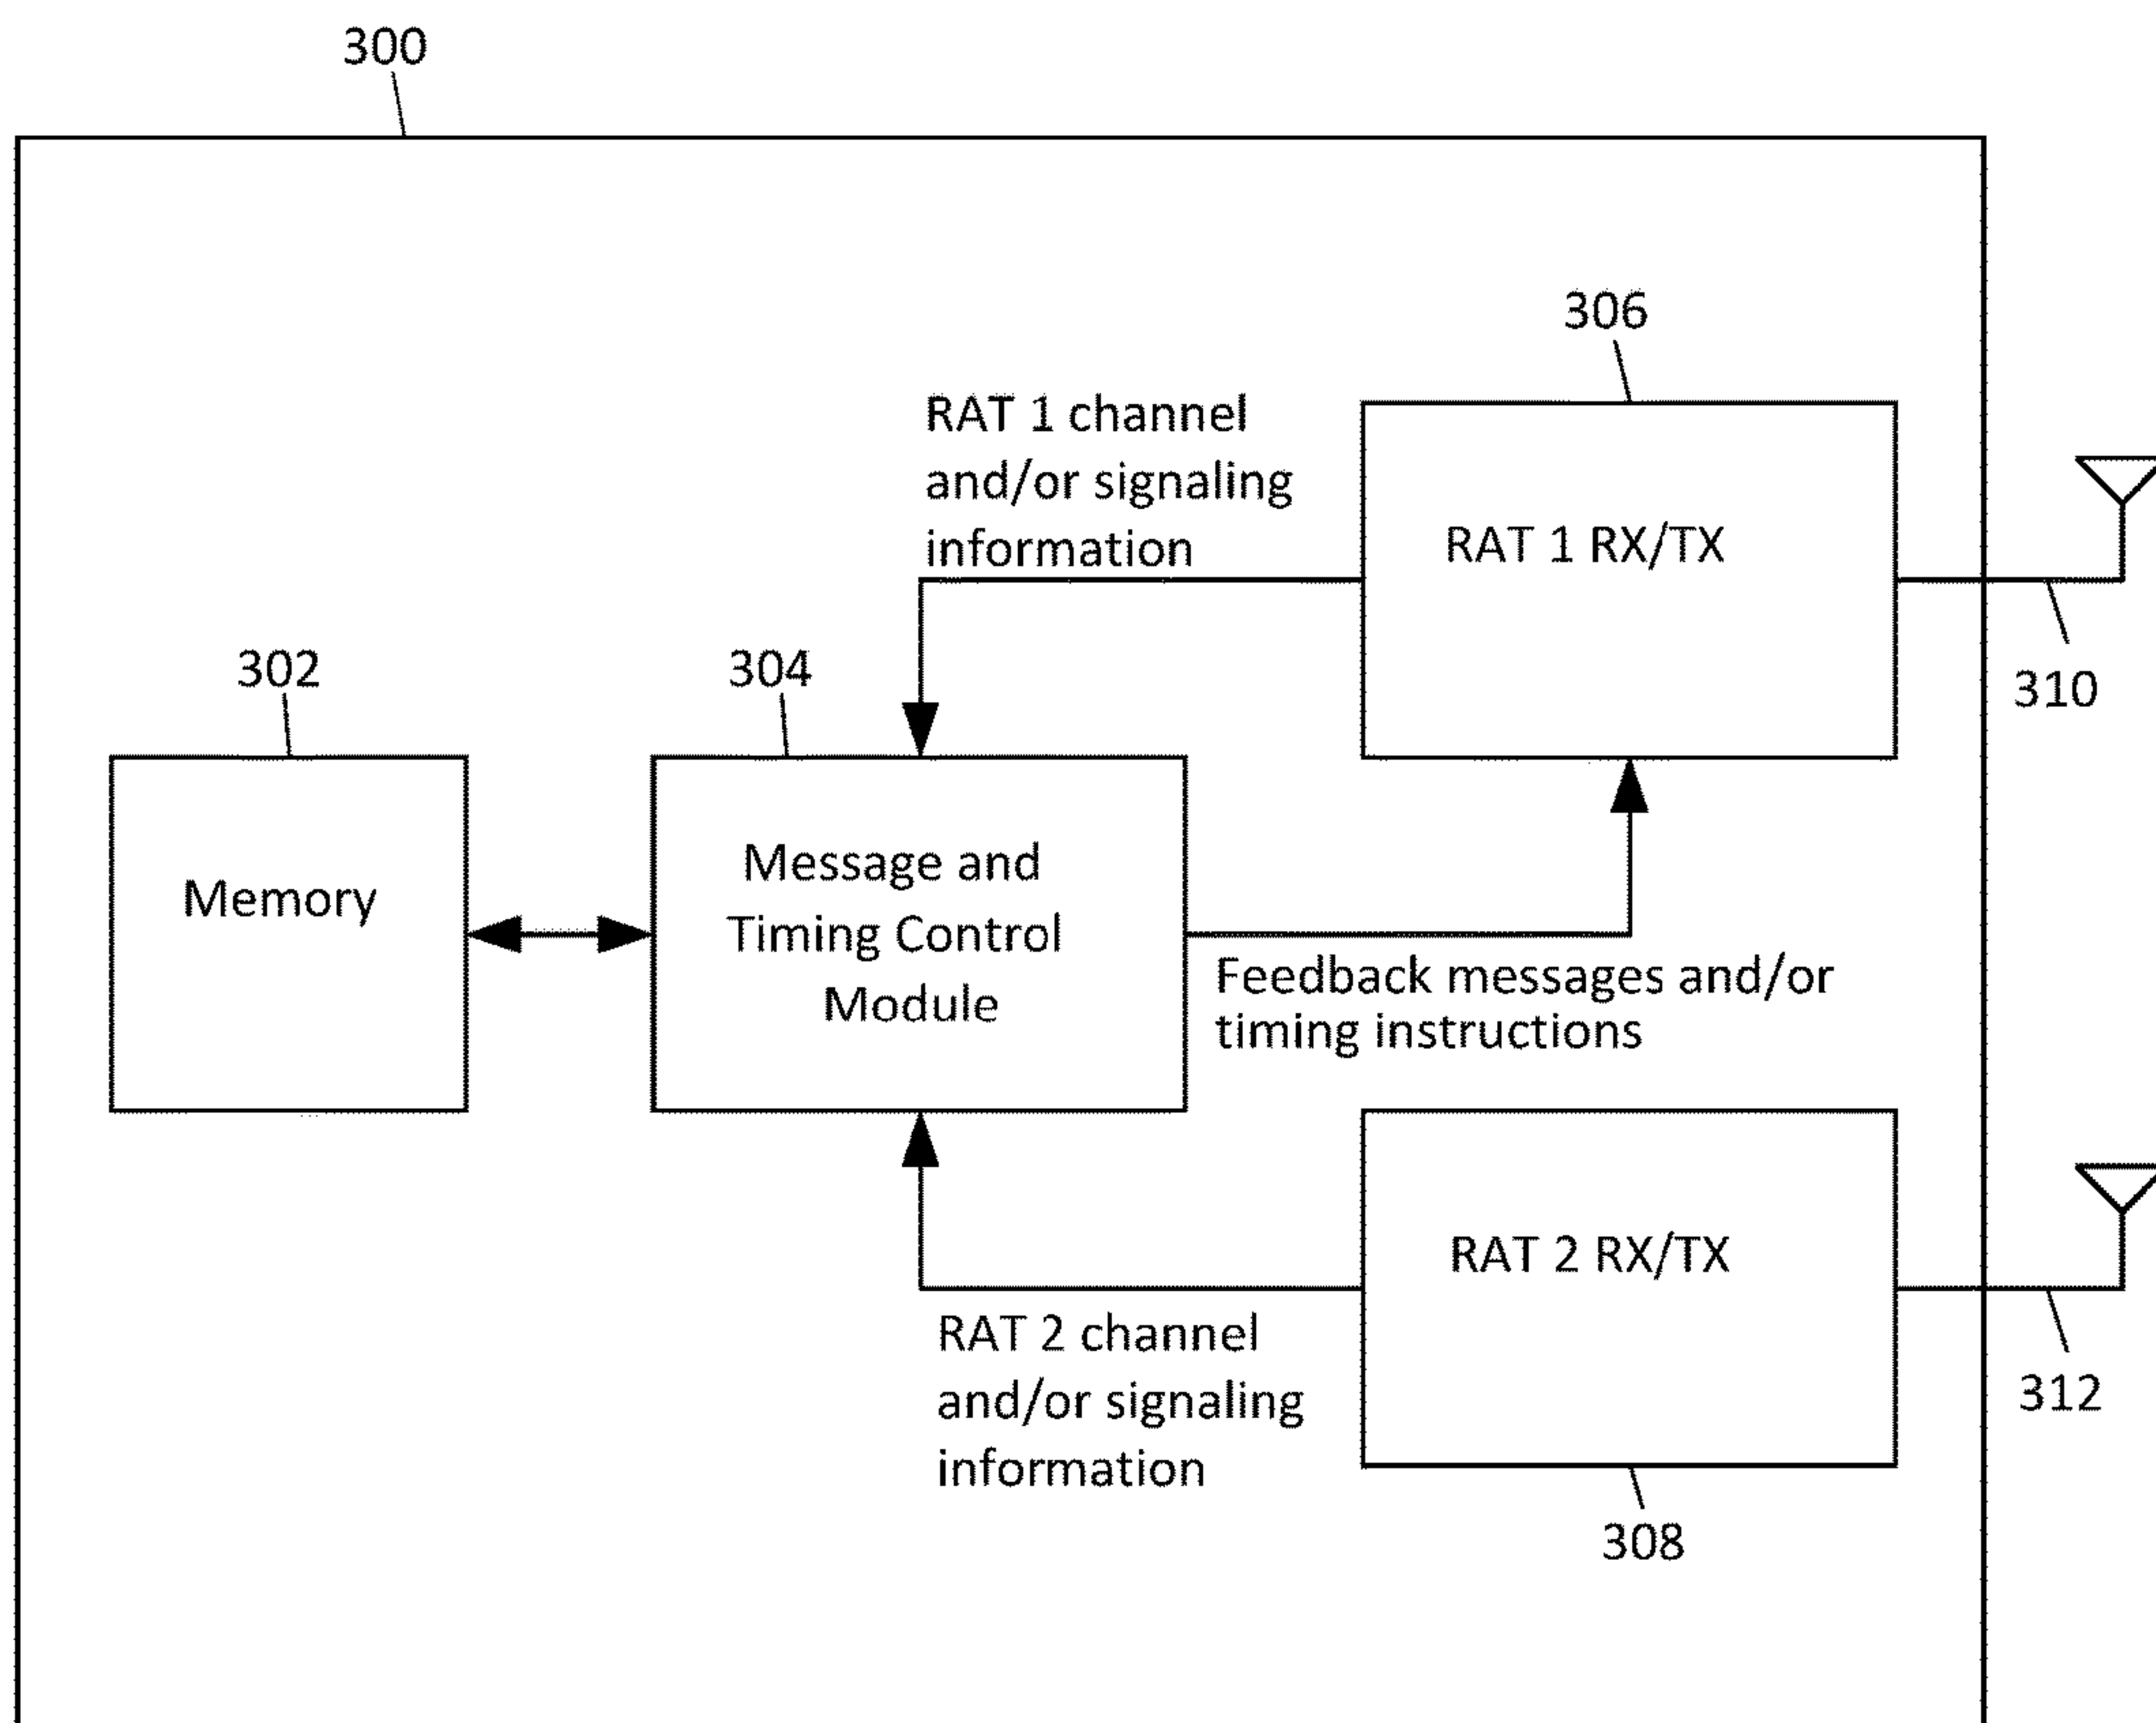 300
306
RAT 1 channel
and/or signaling
information
RAT 1 RX/TX
310
302
304
Memory
Message and
Timing Control
Module
Feedback messages and/or
timing instructions
RAT 2 RX/TX
RAT 2 channel
and/or signaling
information
312
308